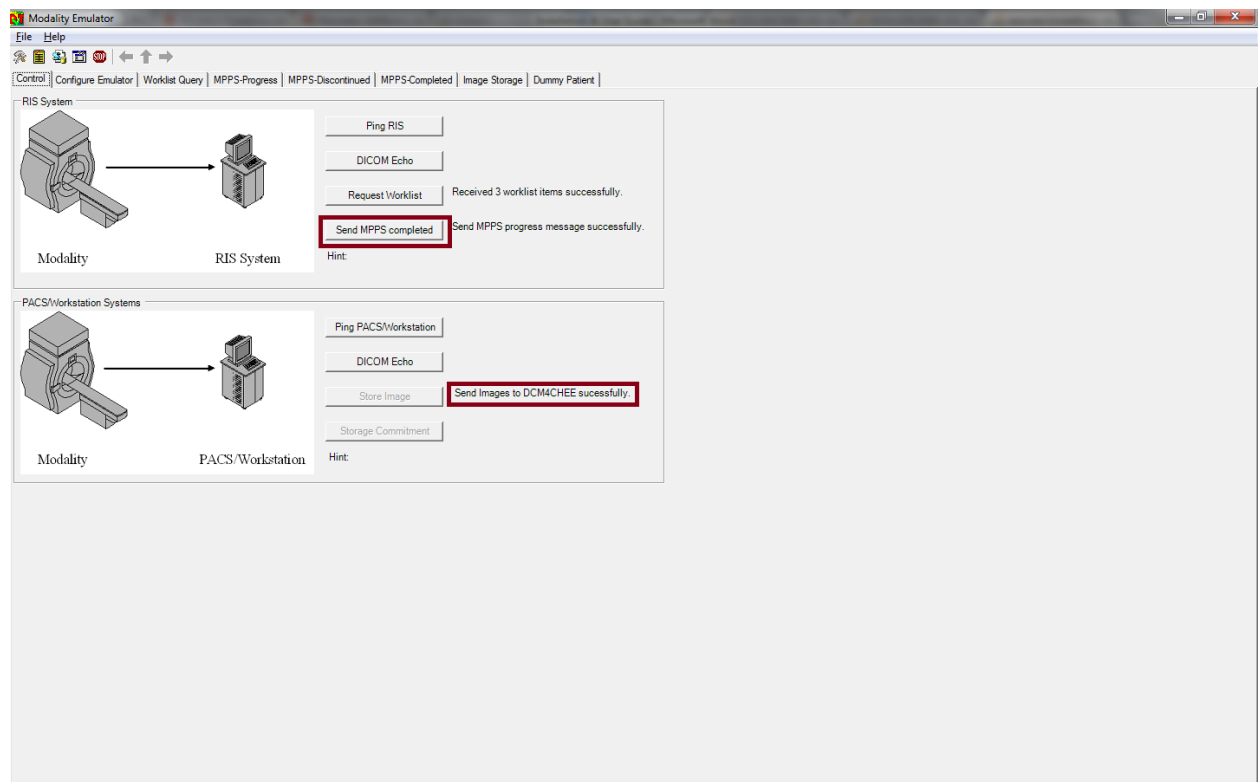 Modality Emulator
File Help
Control Configure Emulator Worklist Query MPPS-Progress MPPS-Discontinued MPPS-Completed Image Storage Dummy Patient
RIS System
Ping RIS
DICOM Echo
Request Worklist Received 3 worklist items successfully.
Send MPPS completed Send MPPS progress message successfully.
Modality RIS System Hint:
PACS/Workstation Systems
Ping PACS/Workstation
DICOM Echo
Store Image Send Images to DCM4CHEE sucessfully.
Storage Commitment
Modality PACS/Workstation Hint: